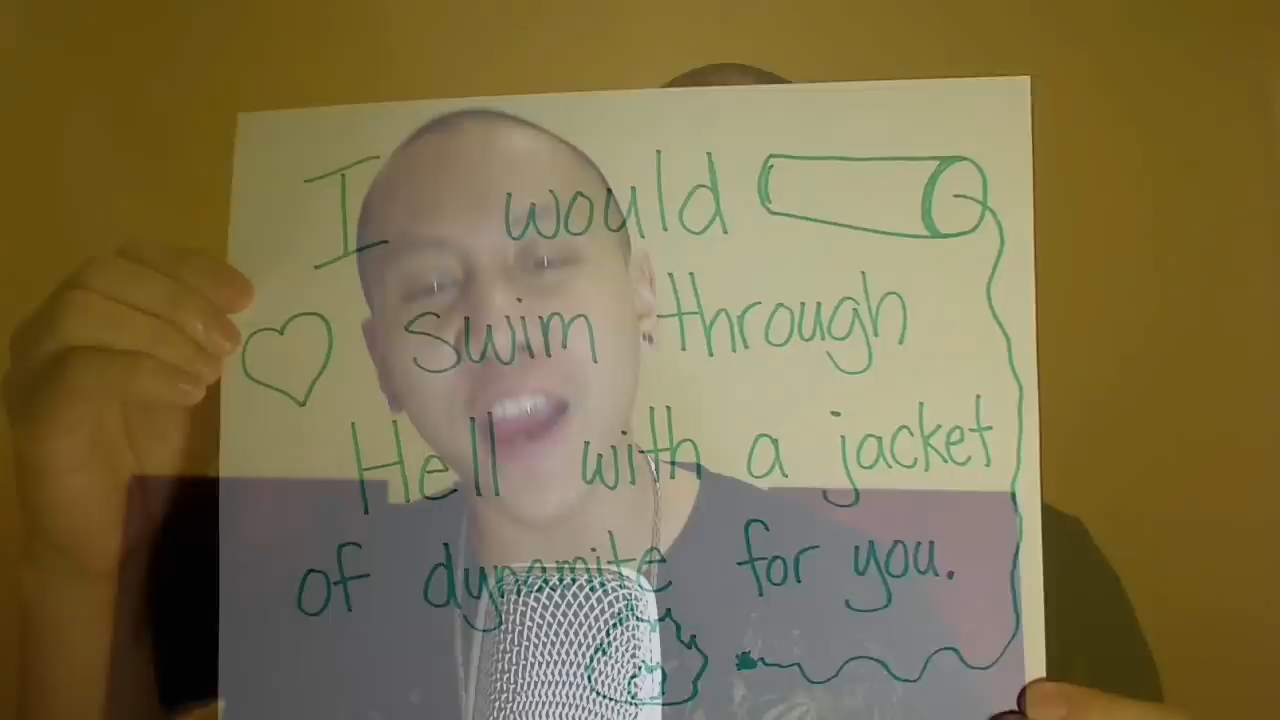 I would
Swim through
Hell with a jacket
of dynamite for you.